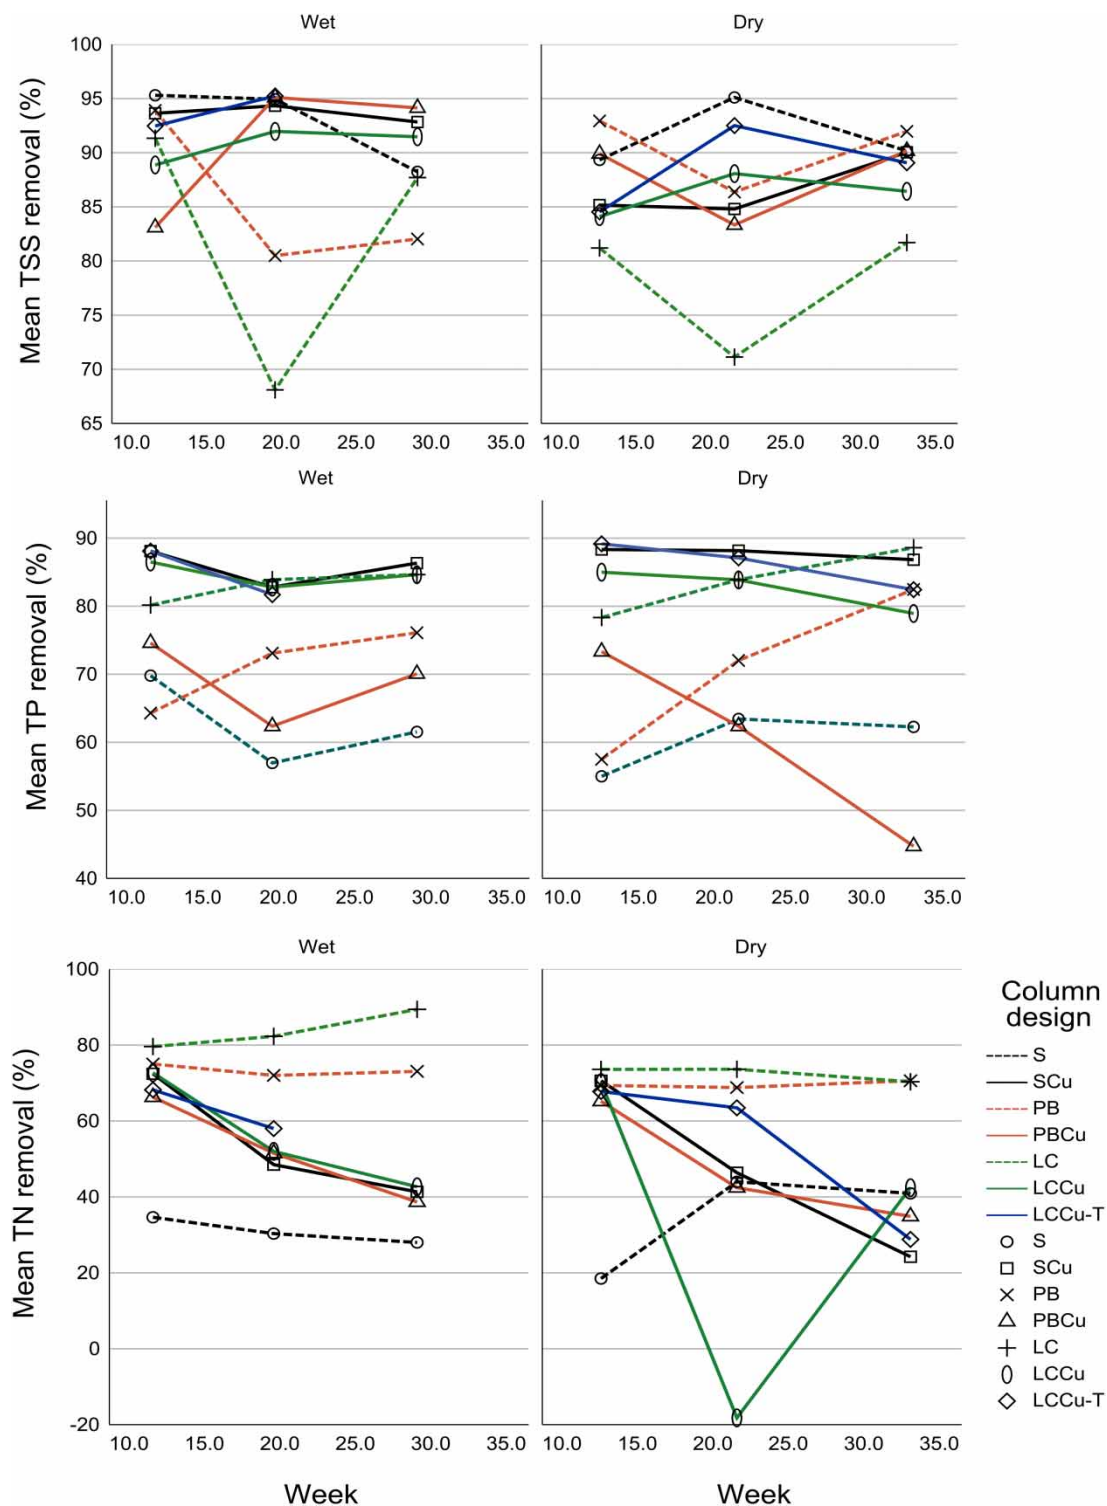 Wet Dry
100
95
90
85
80
75
70
65
Mean TSS removal (%)
10.0 15.0 20.0 25.0 30.0 10.0 15.0 20.0 25.0 30.0 35.0
Wet Dry
90
80
70
60
50
40
Mean TP removal (%)
10.0 15.0 20.0 25.0 30.0 10.0 15.0 20.0 25.0 30.0 35.0
Wet Dry
100
80
60
40
20
0
-20
Mean TN removal (%)
10.0 15.0 20.0 25.0 30.0 10.0 15.0 20.0 25.0 30.0 35.0
Week Week
Column
design
S
SCu
PB
PBCu
LC
LCCu
LCCu-T
S
SCu
PB
PBCu
LC
LCCu
LCCu-T